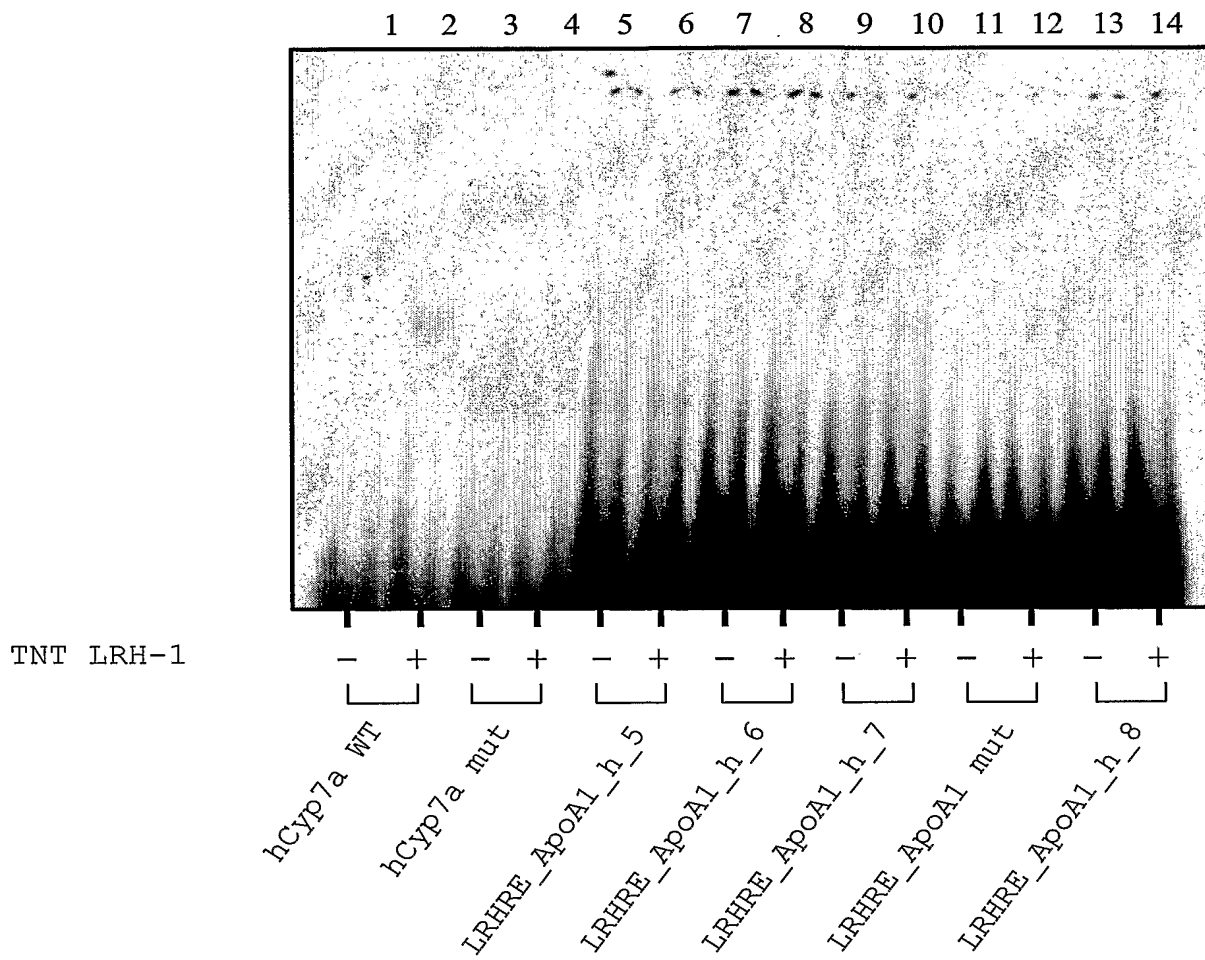 1 2 3 4 5 6 7 8 9 10 11 12 13 14
TNT LRH-1 − + − + − + − + − + − + − +
hCyp7a WT
hCyp7a mut
LRHRE_ApoA1_h_5
LRHRE_ApoA1_h_6
LRHRE_ApoA1_h_7
LRHRE_ApoA1 mut
LRHRE_ApoA1_h_8